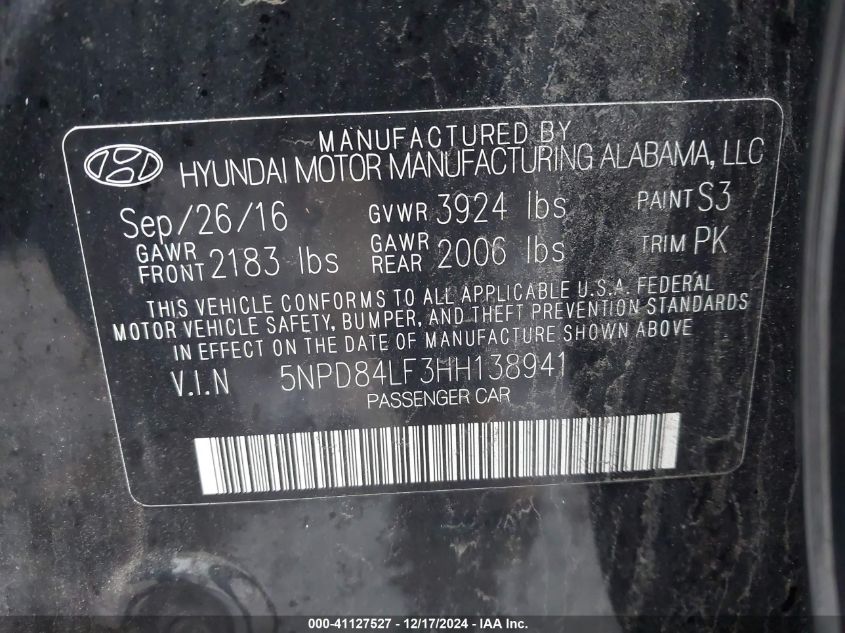 MANUFACTURED BY
HYUNDAI MOTOR MANUFACTURING ALABAMA, LLC
Sep/26/16 GVWR 3924 lbs PAINT S3
GAWR FRONT 2183 lbs GAWR REAR 2006 lbs TRIM PK
THIS VEHICLE CONFORMS TO ALL APPLICABLE U.S.A. FEDERAL
MOTOR VEHICLE SAFETY, BUMPER, AND THEFT PREVENTION STANDARDS
IN EFFECT ON THE DATE OF MANUFACTURE SHOWN ABOVE
V.I.N 5NPD84LF3HH138941
PASSENGER CAR
000-41127527 - 12/17/2024 - IAA Inc.